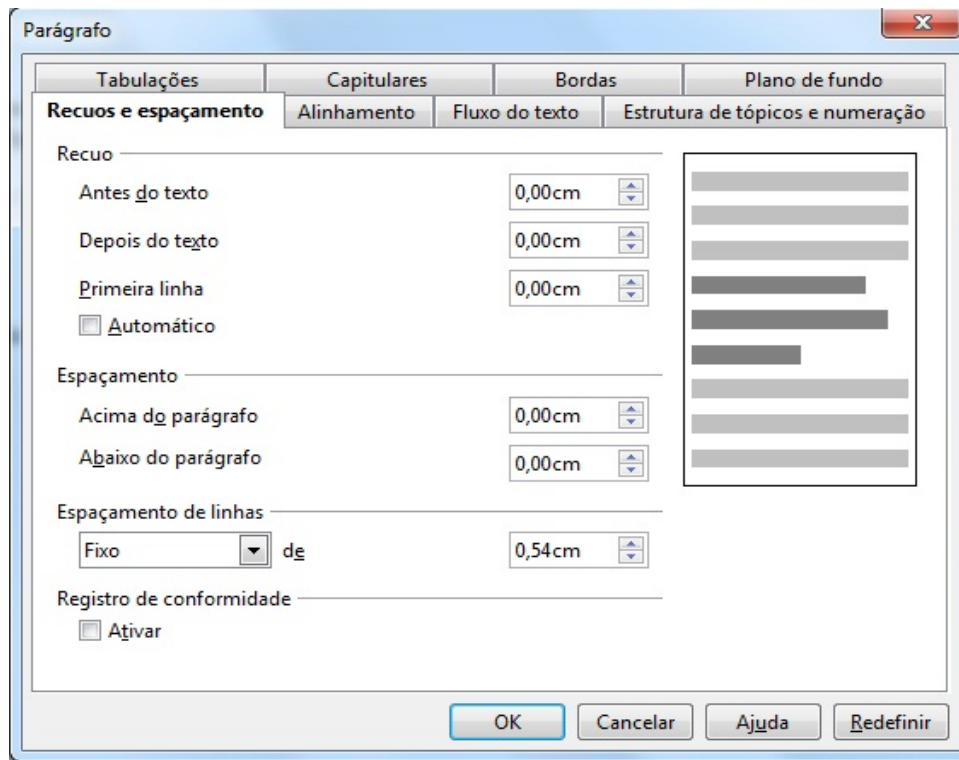 Parágrafo
Tabulações Capitulares Bordas Plano de fundo
Recuos e espaçamento Alinhamento Fluxo do texto Estrutura de tópicos e numeração
Recuo
Antes do texto 0,00cm
Depois do texto 0,00cm
Primeira linha 0,00cm
Automático
Espaçamento
Acima do parágrafo 0,00cm
Abaixo do parágrafo 0,00cm
Espaçamento de linhas
Fixo de 0,54cm
Registro de conformidade
Ativar
OK Cancelar Ajuda Redefinir